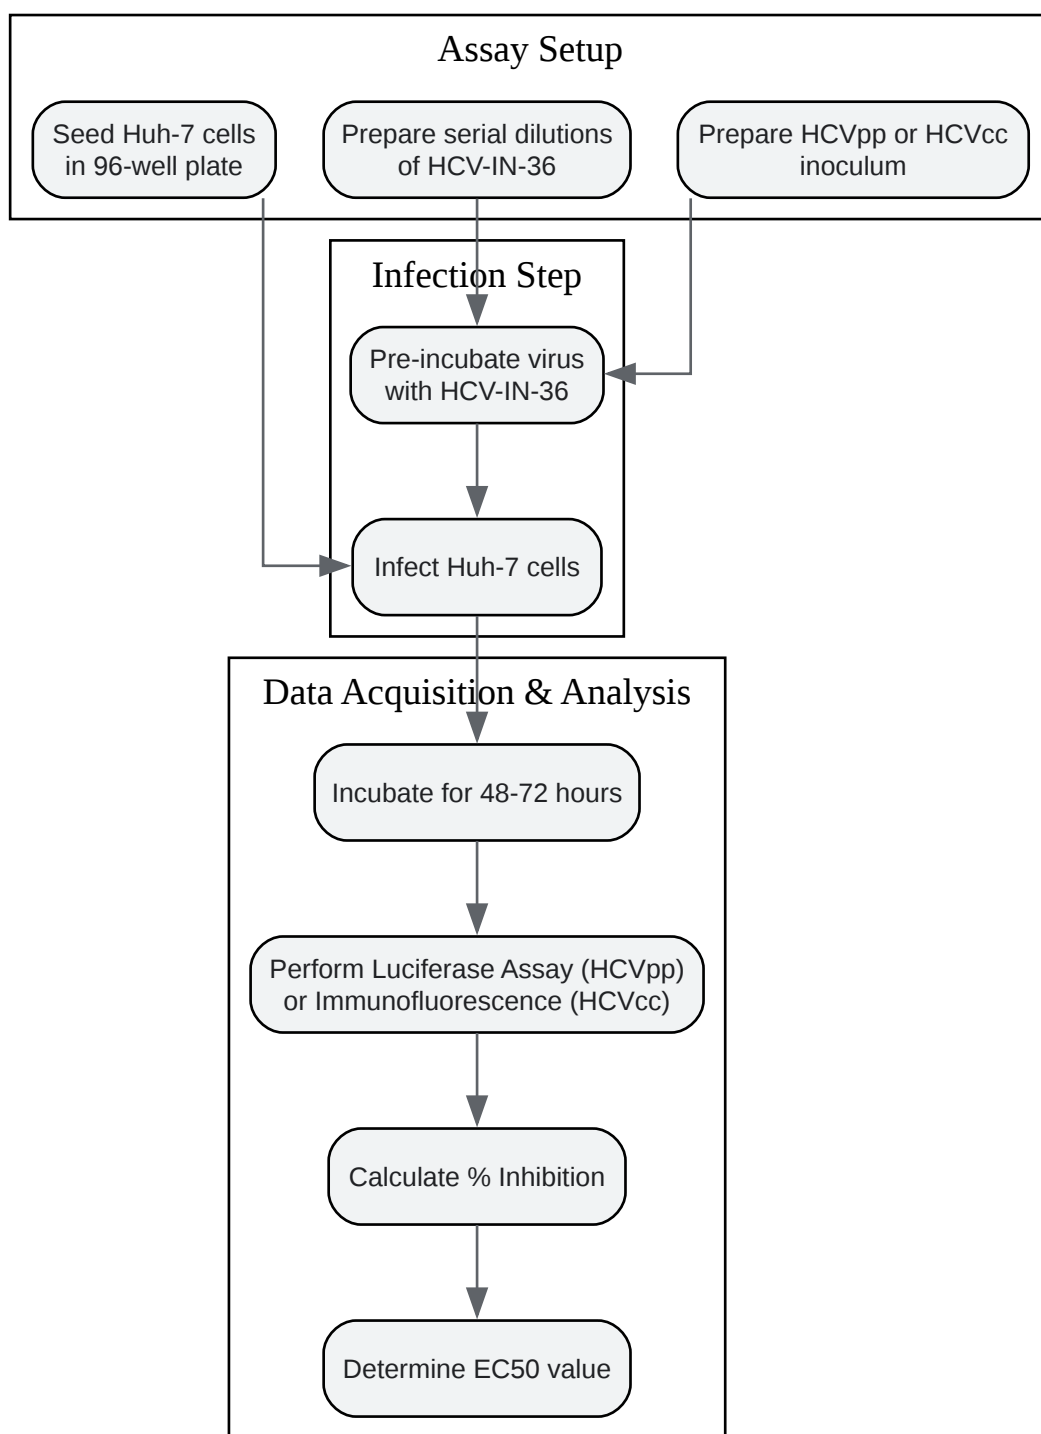 Assay Setup
Seed Huh-7 cells
in 96-well plate
Prepare serial dilutions
of HCV-IN-36
Prepare HCVpp or HCVcc
inoculum
Infection Step
Pre-incubate virus
with HCV-IN-36
Infect Huh-7 cells
Data Acquisition & Analysis
Incubate for 48-72 hours
Perform Luciferase Assay (HCVpp)
or Immunofluorescence (HCVcc)
Calculate % Inhibition
Determine EC50 value